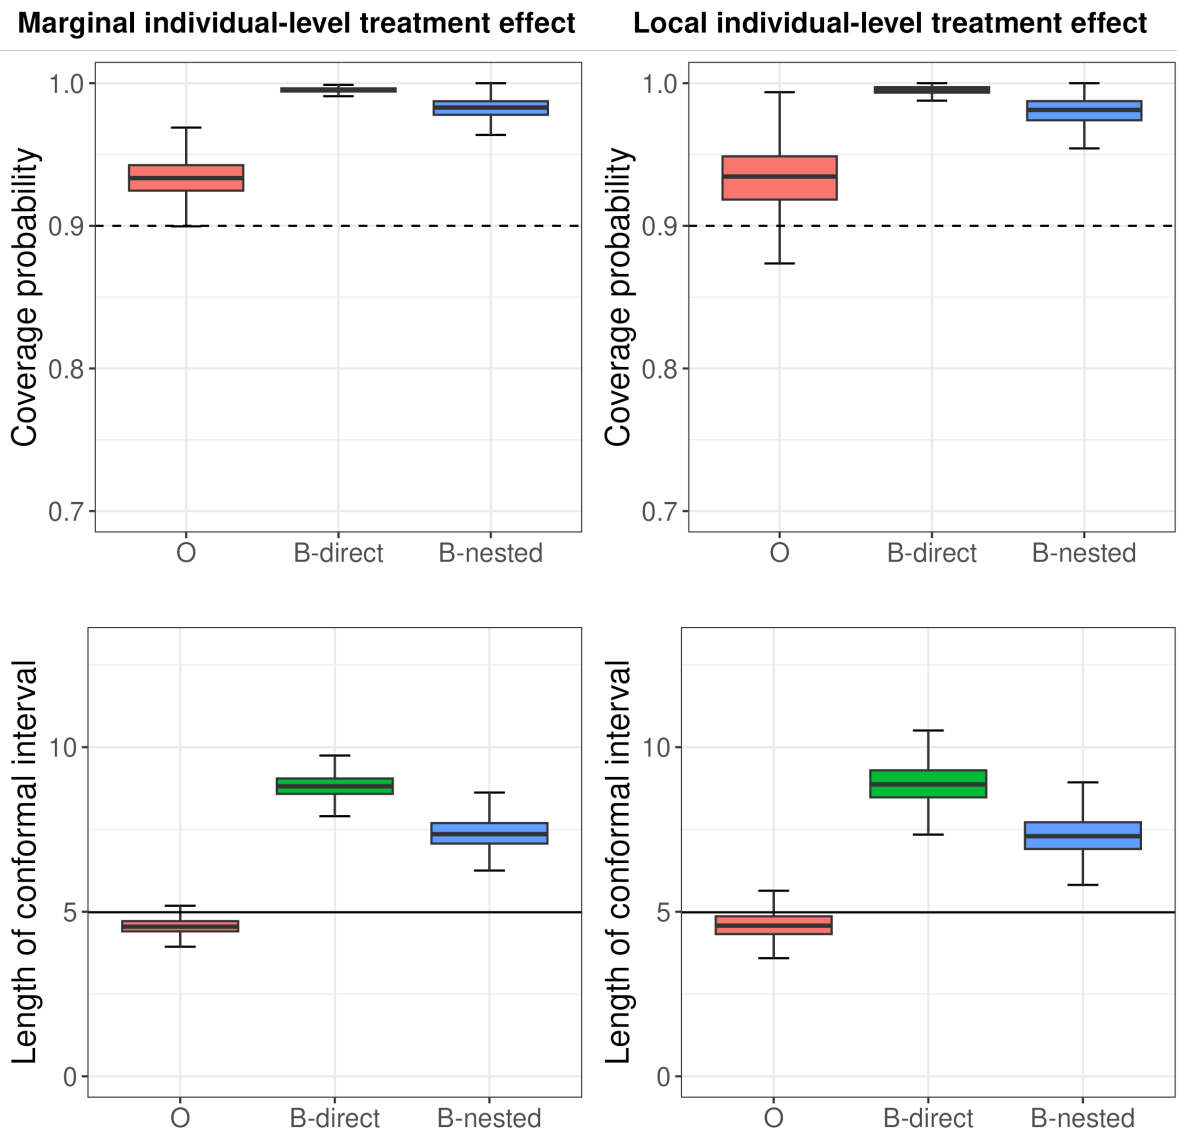 Marginal individual-level treatment effect
Local individual-level treatment effect
Coverage probability
1.0
0.9
0.8
0.7
O B-direct B-nested
Coverage probability
1.0
0.9
0.8
0.7
O B-direct B-nested
Length of conformal interval
10
5
0
O B-direct B-nested
Length of conformal interval
10
5
0
O B-direct B-nested